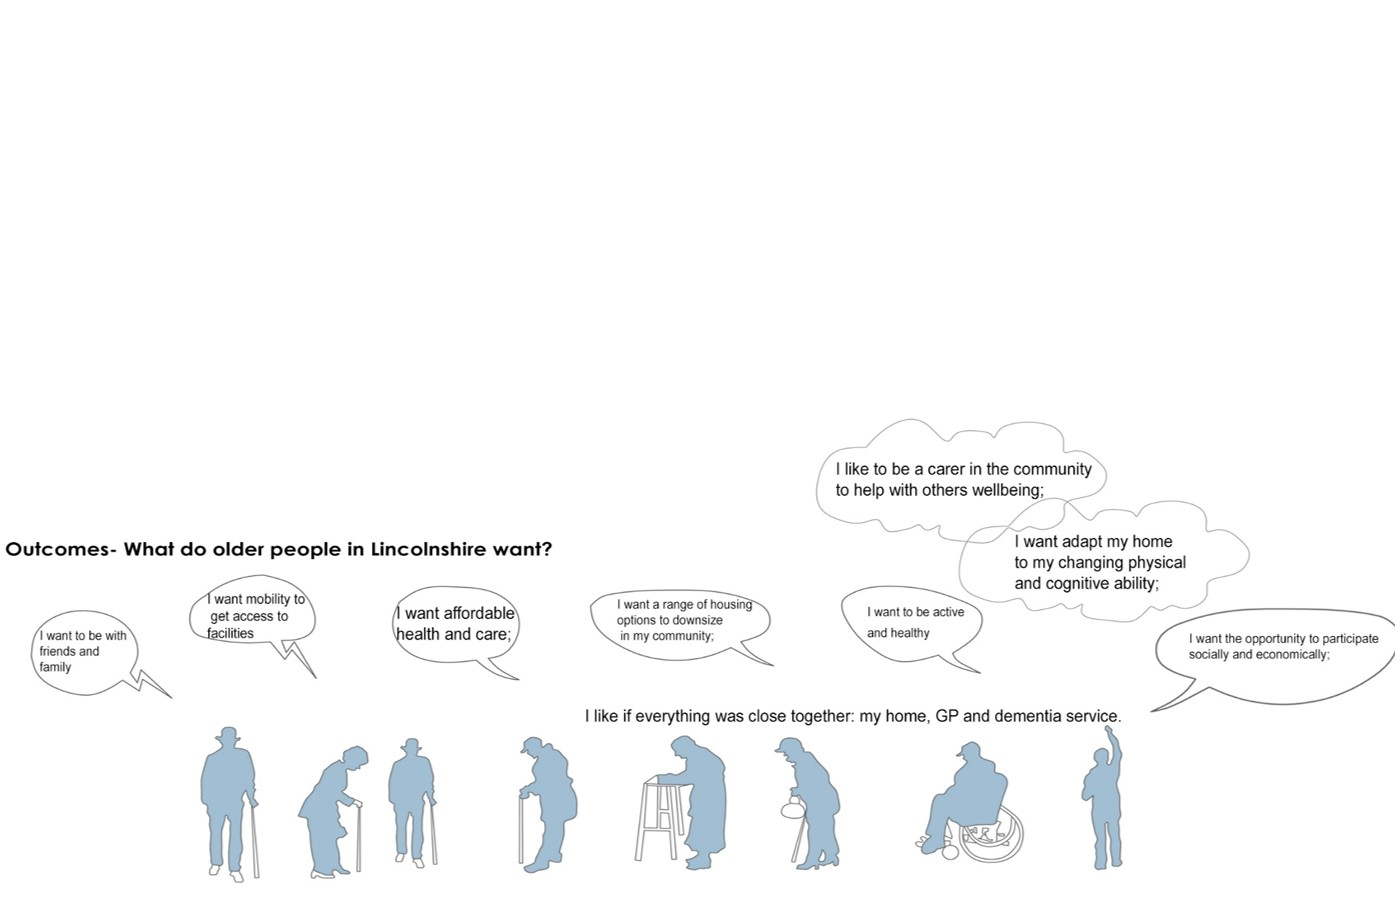 I like to be a carer in the community
to help with others wellbeing;
I want adapt my home
to my changing physical
and cognitive ability;
Outcomes- What do older people in Lincolnshire want?
I want to be with
friends and
family
I want mobility to
get access to
facilities
I want affordable
health and care;
I want a range of housing
options to downsize
in my community;
I want to be active
and healthy
I want the opportunity to participate
socially and economically;
I like if everything was close together: my home, GP and dementia service.